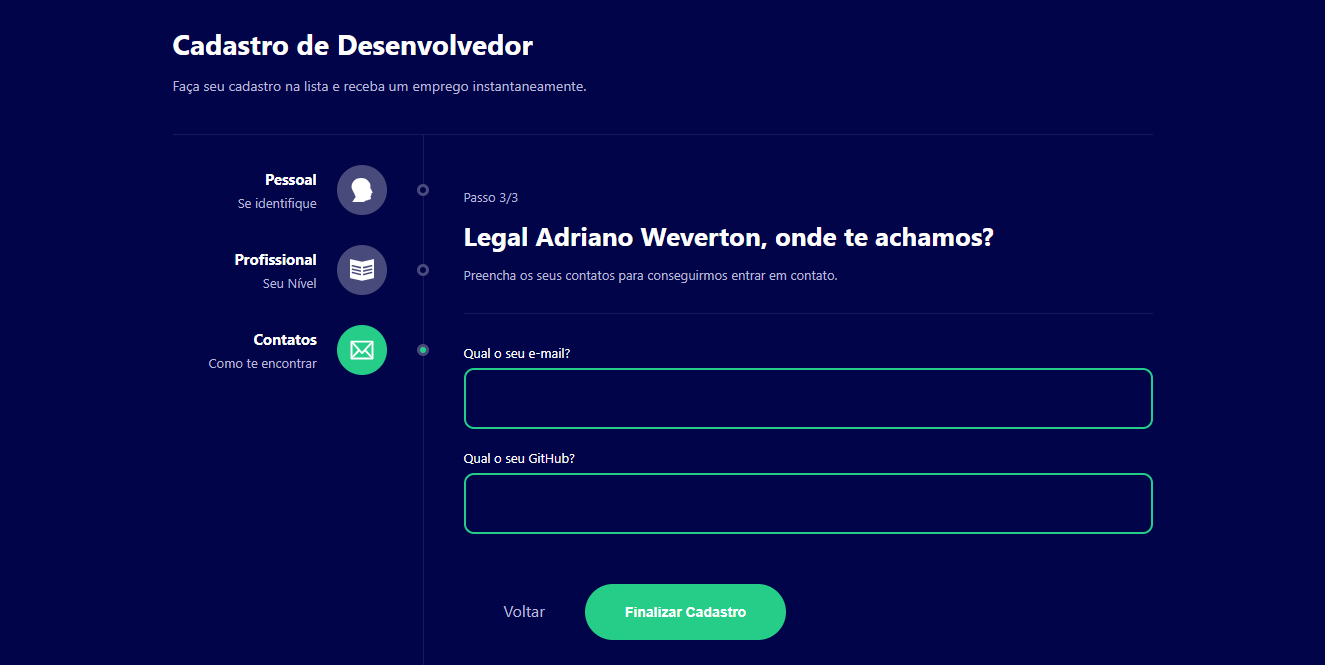 Cadastro de Desenvolvedor
Faça seu cadastro na lista e receba um emprego instantaneamente.
Pessoal
Se identifique
Profissional
Seu Nível
Contatos
Como te encontrar
Passo 3/3
Legal Adriano Weverton, onde te achamos?
Preencha os seus contatos para conseguirmos entrar em contato.
Qual o seu e-mail?
Qual o seu GitHub?
Voltar
Finalizar Cadastro